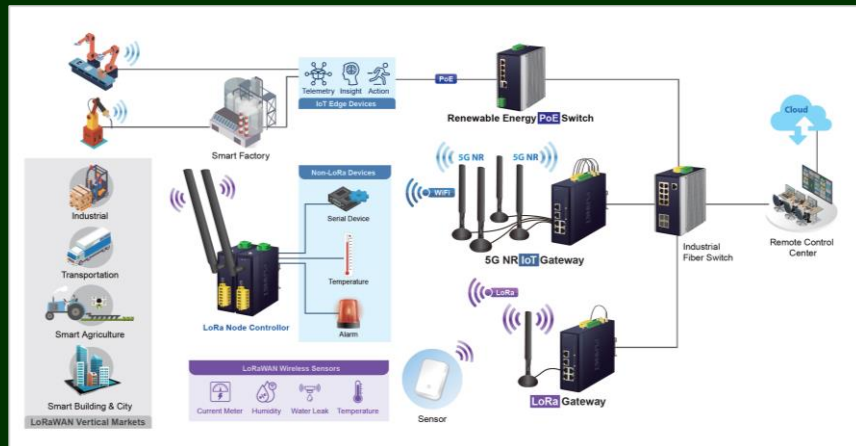 Telemetry Insight Action
IoT Edge Devices
PoE
Renewable Energy PoE Switch
Cloud
Smart Factory
Non-LoRa Devices
Serial Device
Temperature
Alarm
LoRa Node Controllor
5G NR 5G NR
WiFi
5G NR IoT Gateway
Industrial
Fiber Switch
Remote Control
Center
Industrial
Transportation
Smart Agriculture
Smart Building & City
LoRaWAN Vertical Markets
LoRaWAN Wireless Sensors
Current Meter Humidity Water Leak Temperature
Sensor
LoRa
LoRa Gateway